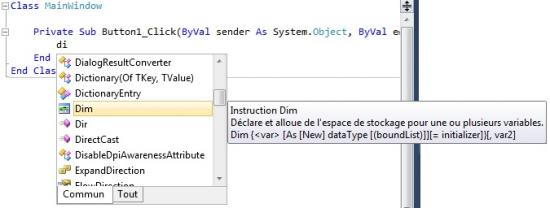 Class MainWindow
Private Sub Button1_Click(ByVal sender As System.Object, ByVal e
di
End
End Clas
DialogResultConverter
Dictionary(Of TKey, TValue)
DictionaryEntry
Dim
Dir
DirectCast
DisableDpiAwarenessAttribute
ExpandDirection
FlowDirection
Commun Tout
Instruction Dim
Déclare et alloue de l'espace de stockage pour une ou plusieurs variables.
Dim {<var> [As [New] dataType [(boundList)]][= initializer]}[, var2]